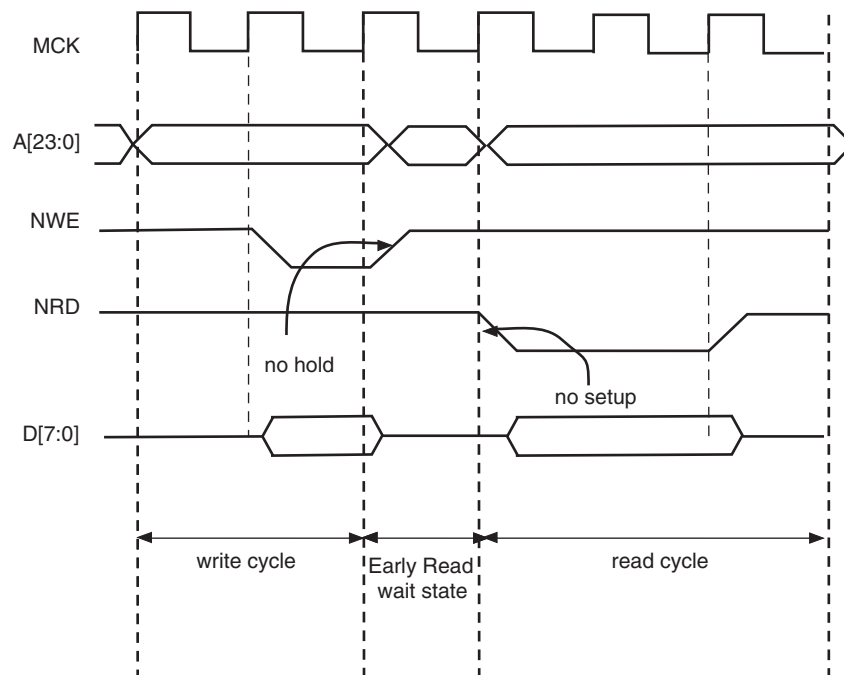 MCK
A[23:0]
NWE
NRD
no hold
no setup
D[7:0]
write cycle
Early Read
wait state
read cycle